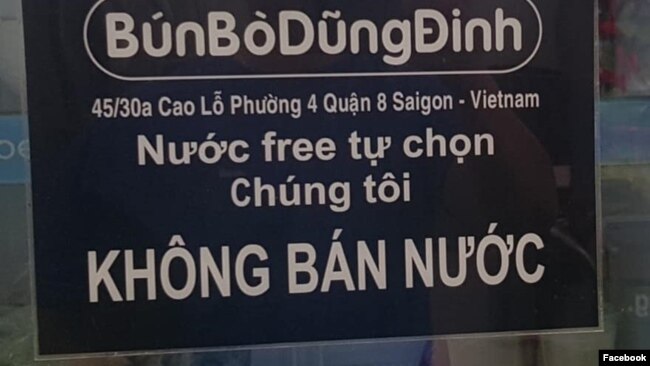 BúnBòDũngĐinh
45/30a Cao Lỗ Phường 4 Quận 8 Saigon - Vietnam
Nước free tự chọn
Chúng tôi
KHÔNG BÁN NƯỚC
Facebook